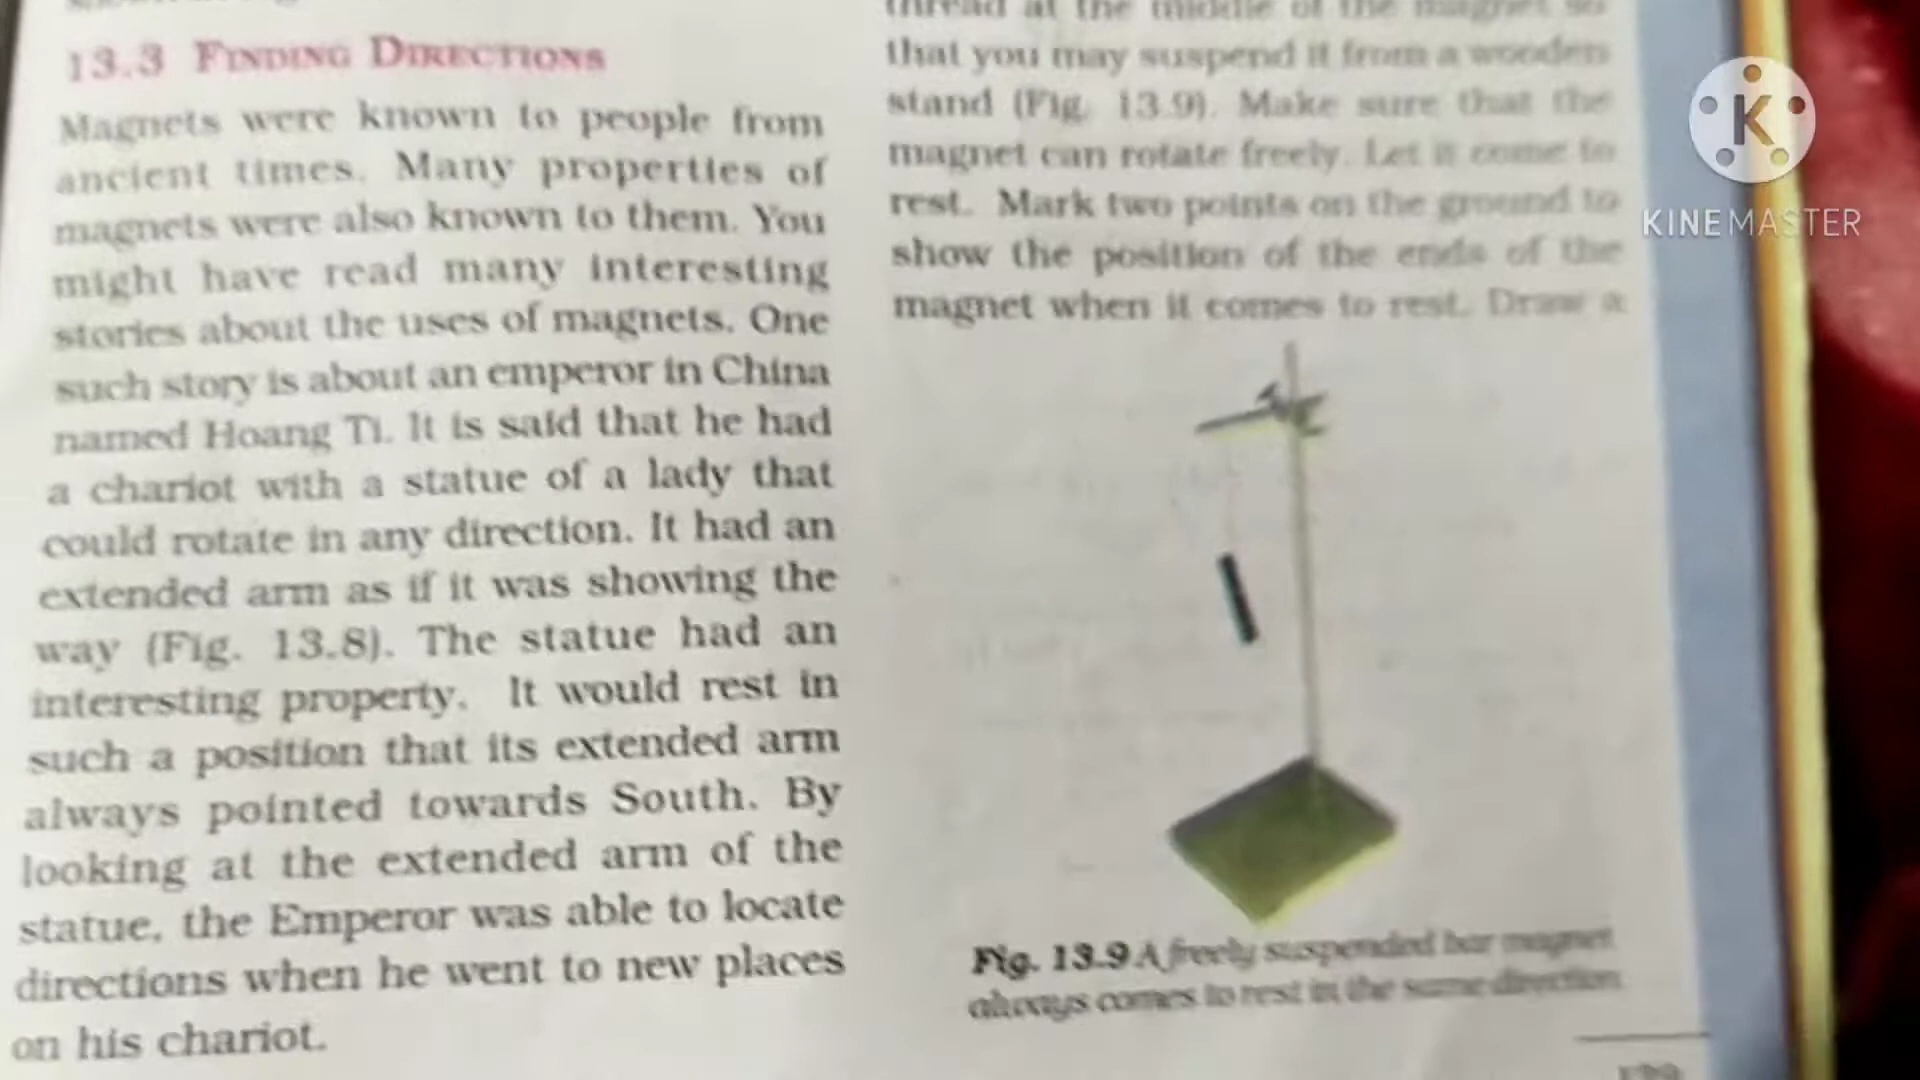 13.3 FINDING DIRECTIONS
Magnets were known to people from
ancient times. Many properties of
magnets were also known to them. You
might have read many interesting
stories about the uses of magnets. One
such story is about an emperor in China
named Hoang Ti. It is said that he had
a chariot with a statue of a lady that
could rotate in any direction. It had an
extended arm as if it was showing the
way (Fig. 13.8). The statue had an
interesting property. It would rest in
such a position that its extended arm
always pointed towards South. By
looking at the extended arm of the
statue, the Emperor was able to locate
directions when he went to new places
on his chariot.
thread at the middle of the magnet so
that you may suspend it from a wooden
stand (Fig. 13.9). Make sure that the
magnet can rotate freely. Let it come to
rest. Mark two points on the ground to
show the position of the ends of the
magnet when it comes to rest. Draw a
Fig. 13.9 A freely suspended bar magnet
always comes to rest in the same direction
K
KINEMASTER